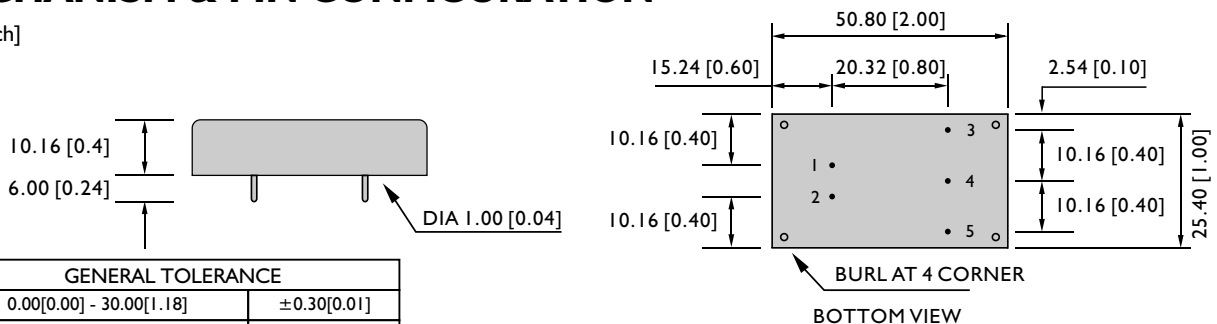 ch]
50.80 [2.00]
15.24 [0.60]
20.32 [0.80]
2.54 [0.10]
10.16 [0.4]
6.00 [0.24]
DIA 1.00 [0.04]
10.16 [0.40]
10.16 [0.40]
1
2
3
4
5
10.16 [0.40]
10.16 [0.40]
25.40 [1.00]
BURL AT 4 CORNER
BOTTOM VIEW
GENERAL TOLERANCE
0.00[0.00] - 30.00[1.18] ±0.30[0.01]